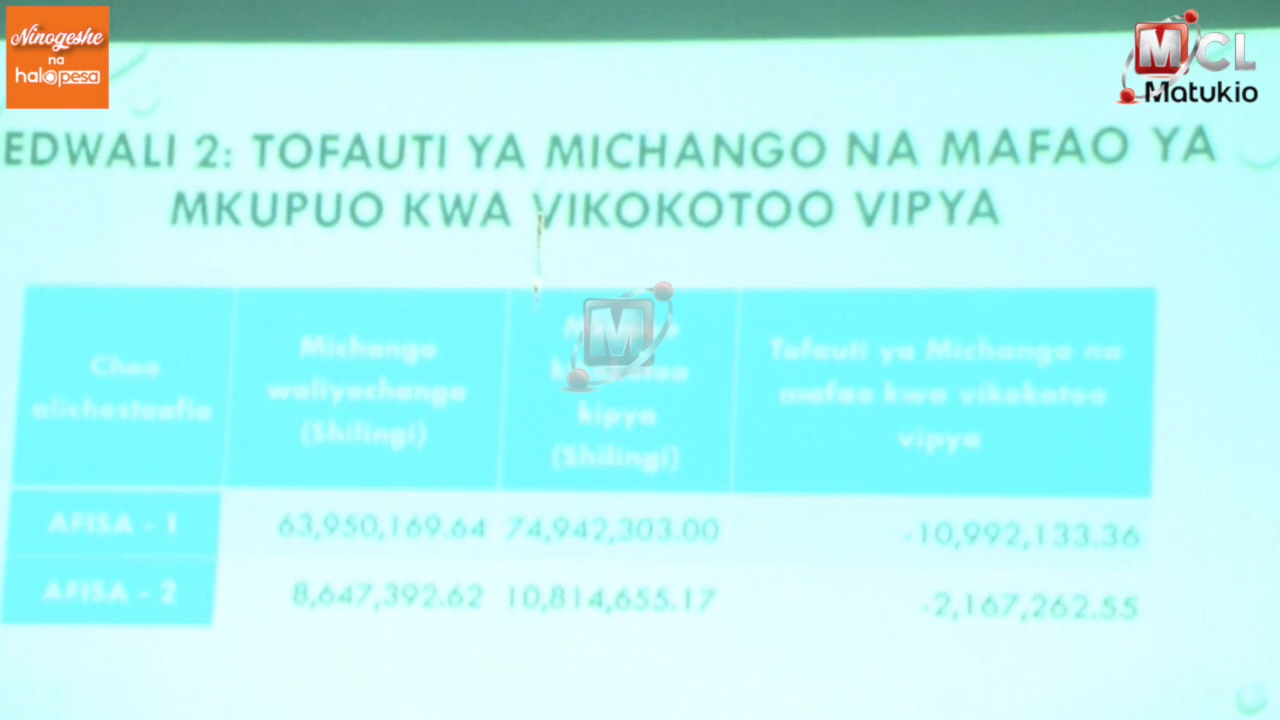 Ninogeshe
na
halopesa
MCL
Matukio
EDWALI 2: TOFAUTI YA MICHANGO NA MAFAO YA
MKUPUO KWA VIKOKOTOO VIPYA
Cheo
alichostaafia
Michango
waliyochanga
(Shilingi)
kipya
(Shilingi)
Tofauti ya Michango na
mafao kwa vikokotoo
vipya
AFISA - 1 63,950,169.64 74,942,303.00 -10,992,133.36
AFISA - 2 8,647,392.62 10,814,655.17 -2,167,262.55
M